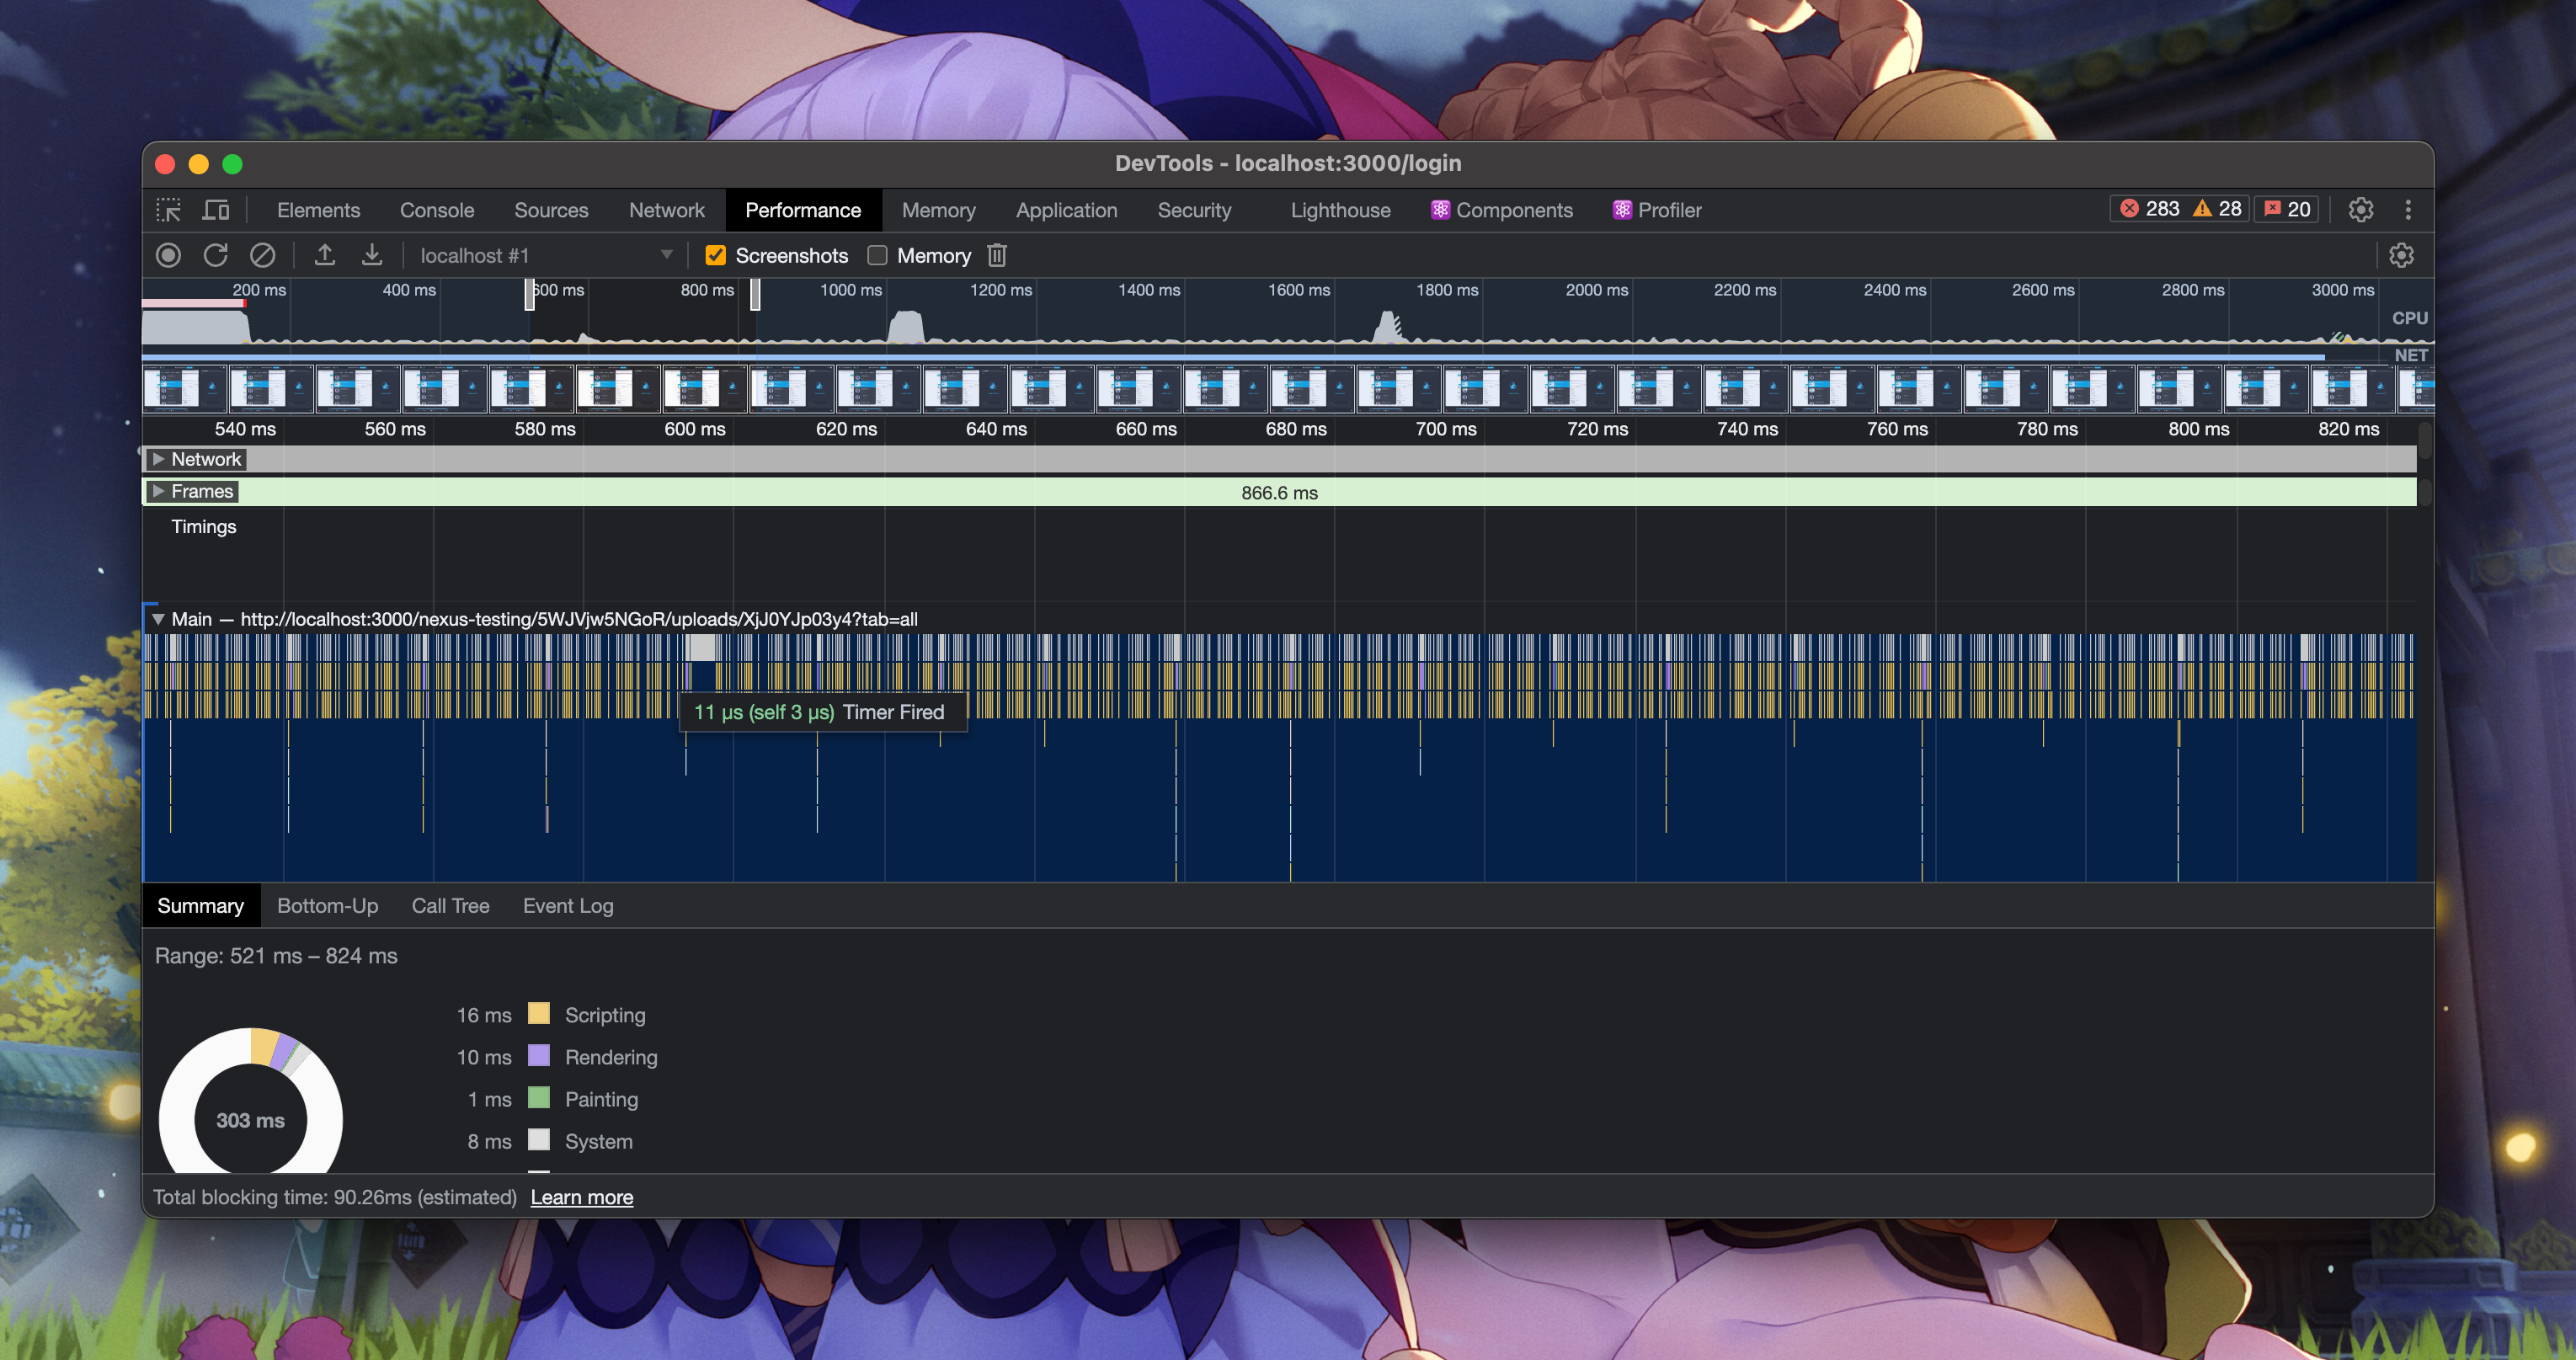 DevTools - localhost:3000/login
Elements Console Sources Network Performance Memory Application Security Lighthouse Components Profiler 283 28 20
localhost #1 Screenshots Memory
200 ms 400 ms 600 ms 800 ms 1000 ms 1200 ms 1400 ms 1600 ms 1800 ms 2000 ms 2200 ms 2400 ms 2600 ms 2800 ms 3000 ms
CPU
NET
540 ms 560 ms 580 ms 600 ms 620 ms 640 ms 660 ms 680 ms 700 ms 720 ms 740 ms 760 ms 780 ms 800 ms 820 ms
Network
Frames 866.6 ms
Timings
Main — http://localhost:3000/nexus-testing/5WJVjw5NGoR/uploads/XjJ0YJp03y4?tab=all
11 μs (self 3 μs) Timer Fired
Summary Bottom-Up Call Tree Event Log
Range: 521 ms – 824 ms
16 ms Scripting
10 ms Rendering
1 ms Painting
303 ms
8 ms System
Total blocking time: 90.26ms (estimated) Learn more